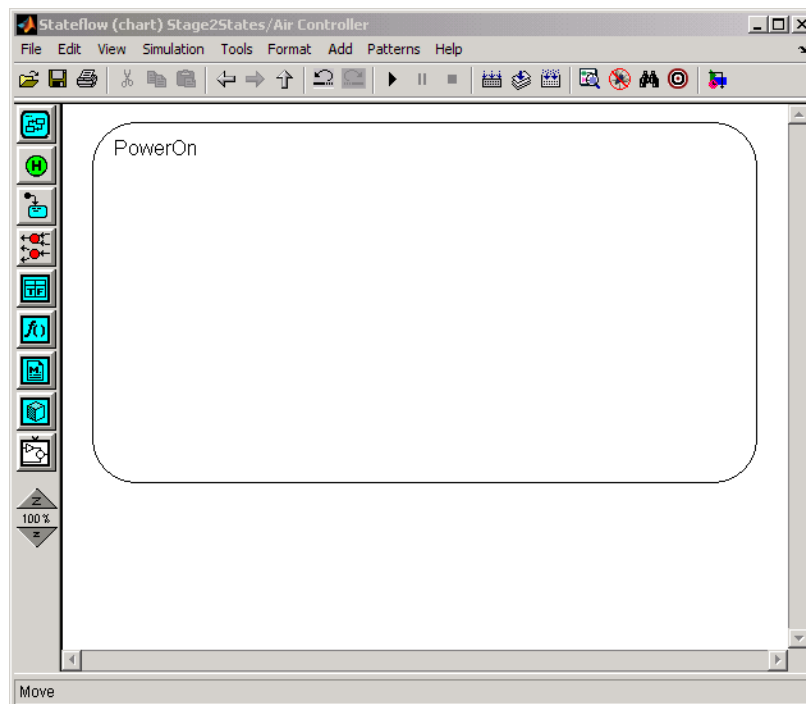 Stateflow (chart) Stage2States/Air Controller
File Edit View Simulation Tools Format Add Patterns Help
PowerOn
H
T F
f()
M
Z
100 %
z
Move